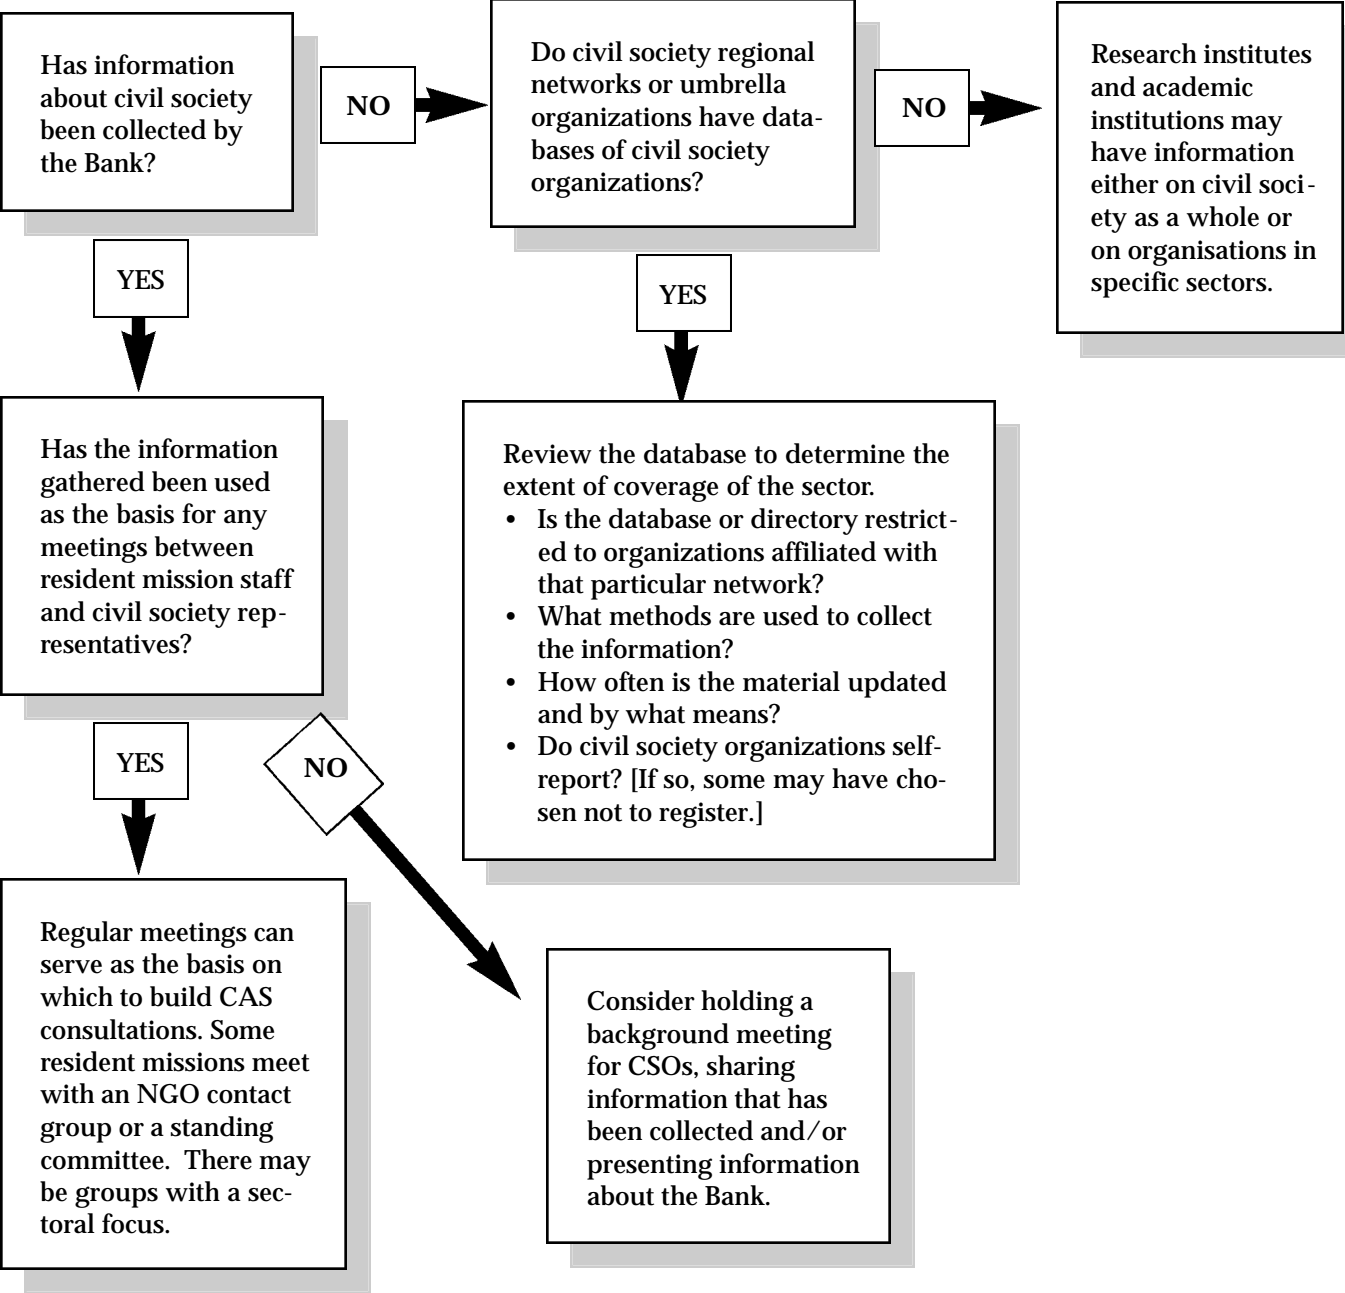 Has information
about civil society
been collected by
the Bank?
NO
Do civil society regional
networks or umbrella
organizations have data-
bases of civil society
organizations?
NO
Research institutes
and academic
institutions may
have information
either on civil soci-
ety as a whole or
on organisations in
specific sectors.
YES
YES
Has the information
gathered been used
as the basis for any
meetings between
resident mission staff
and civil society rep-
resentatives?
Review the database to determine the
extent of coverage of the sector.
• Is the database or directory restrict-
ed to organizations affiliated with
that particular network?
• What methods are used to collect
the information?
• How often is the material updated
and by what means?
• Do civil society organizations self-
report? [If so, some may have cho-
sen not to register.]
YES
NO
Regular meetings can
serve as the basis on
which to build CAS
consultations. Some
resident missions meet
with an NGO contact
group or a standing
committee.  There may
be groups with a sec-
toral focus.
Consider holding a
background meeting
for CSOs, sharing
information that has
been collected and/or
presenting information
about the Bank.